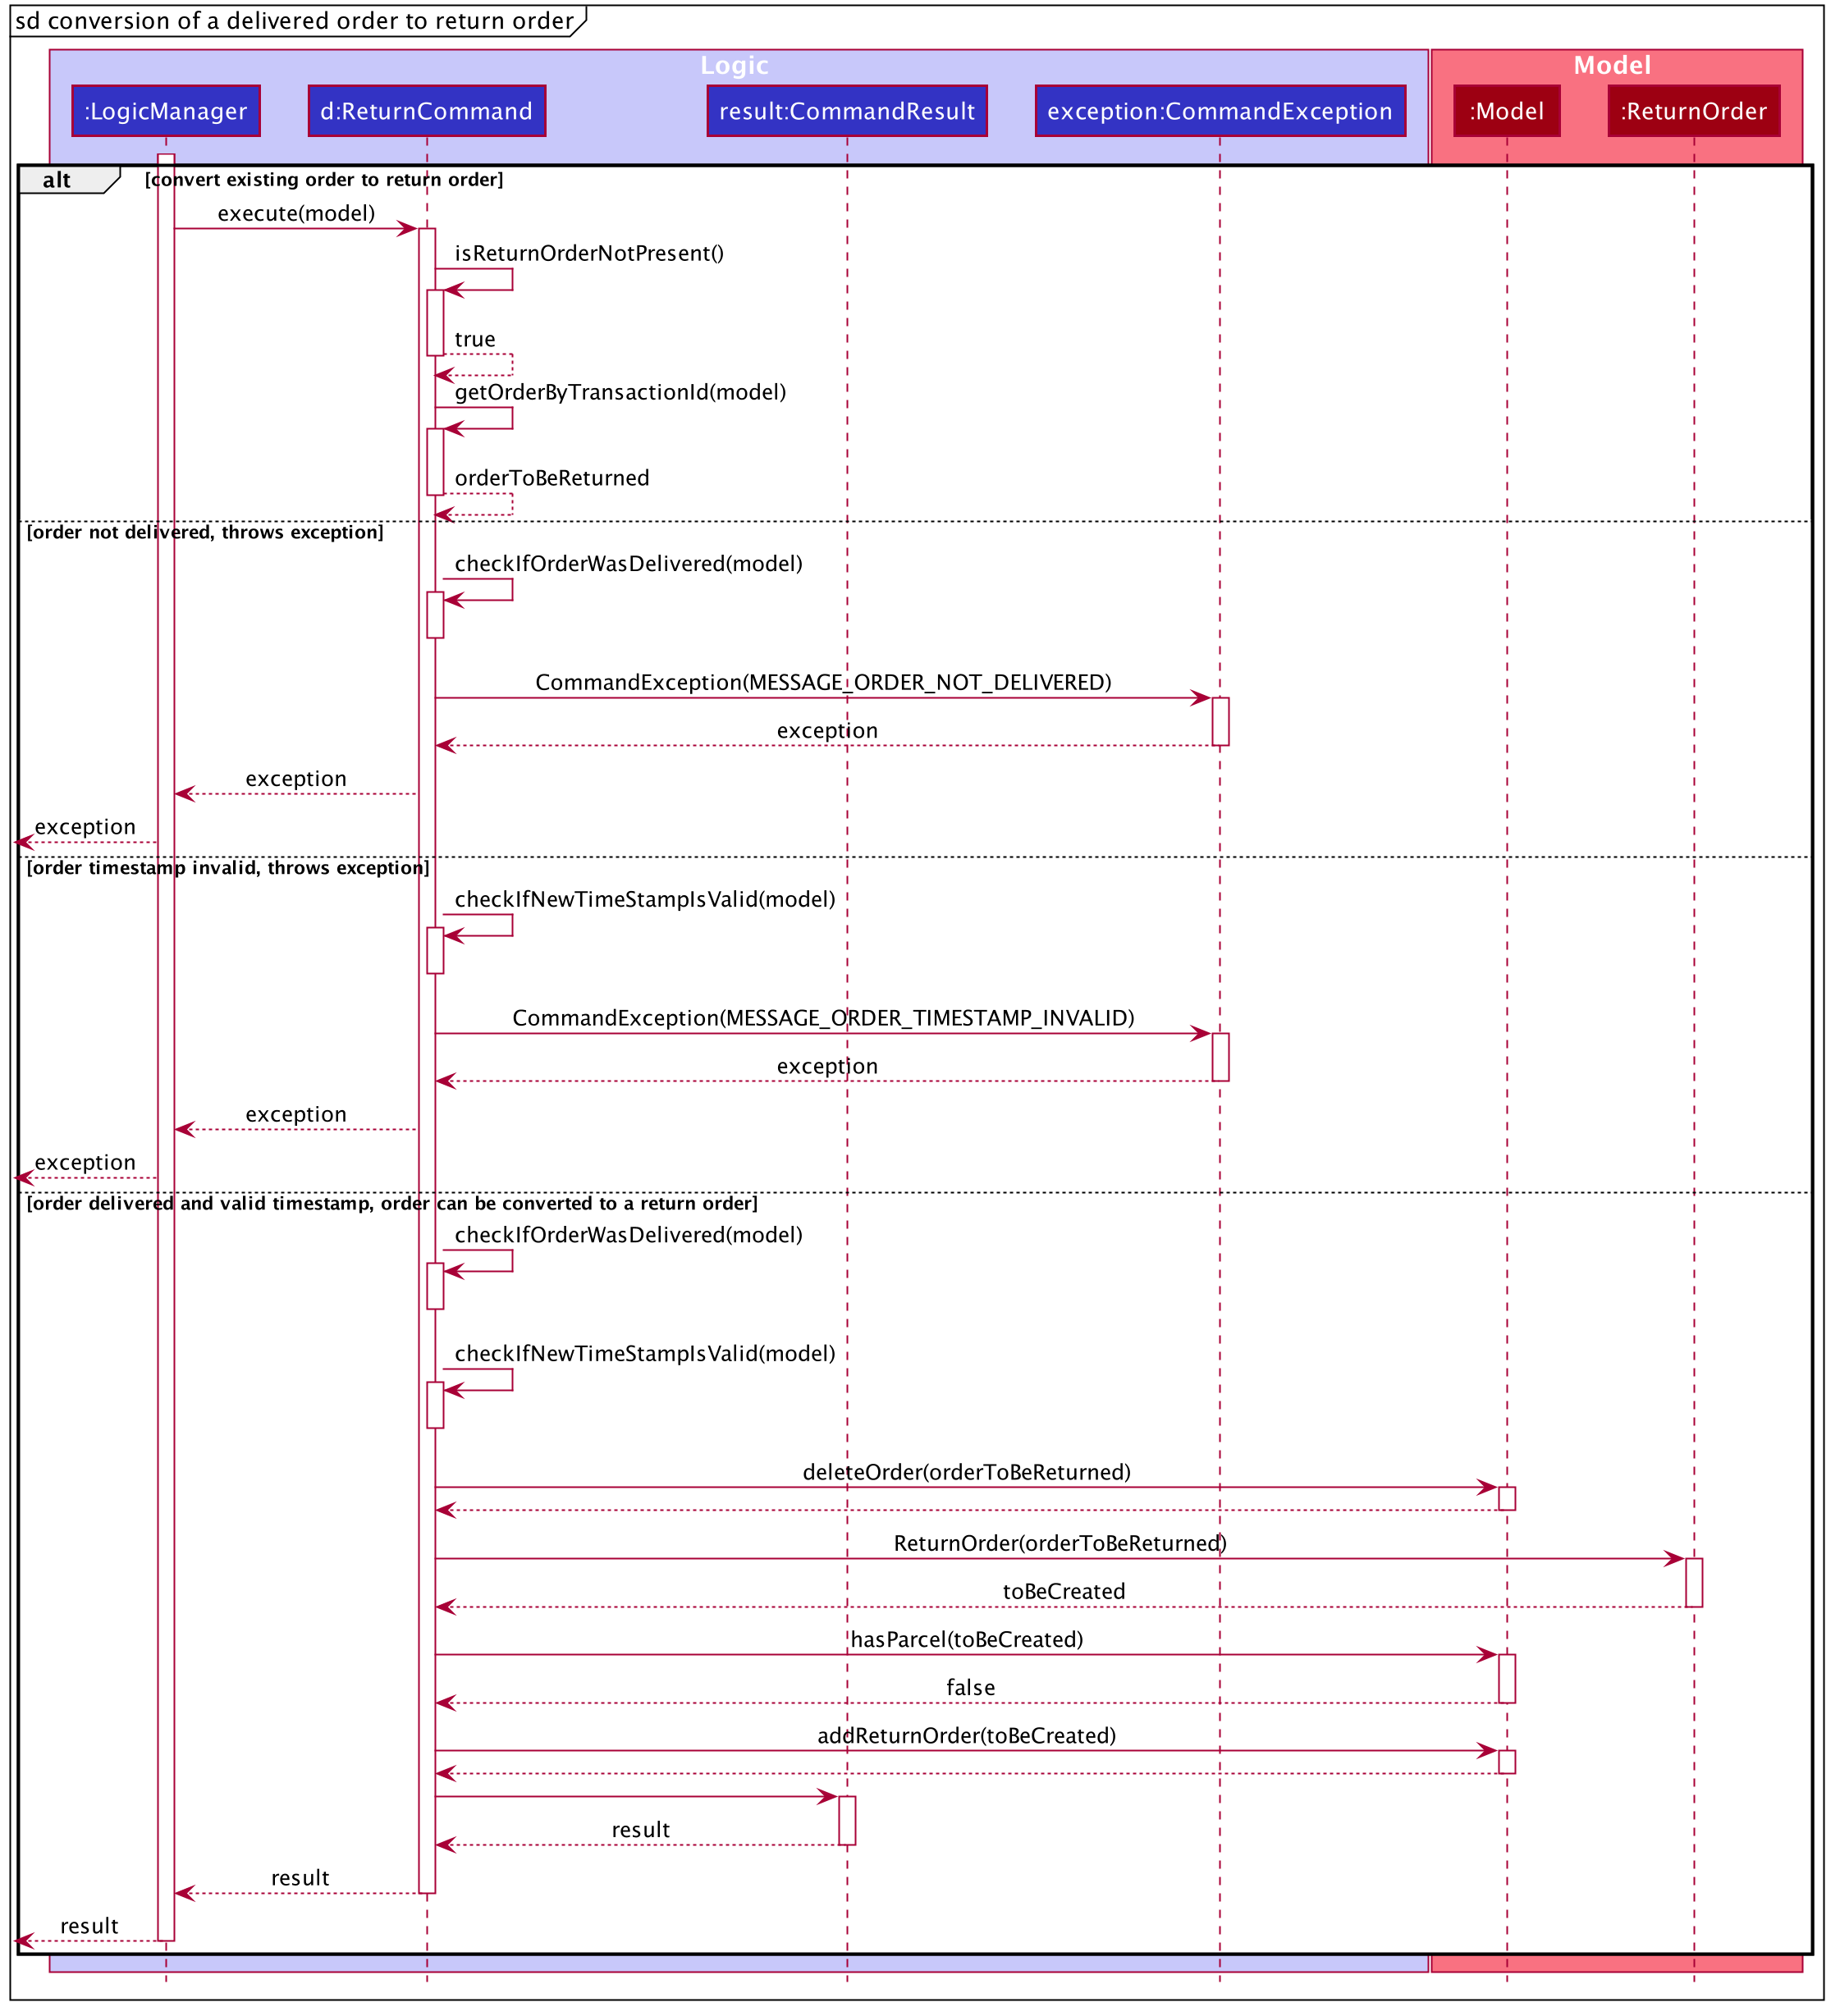 sd conversion of a delivered order to return order
Logic
Model
:LogicManager
d:ReturnCommand
result:CommandResult
exception:CommandException
:Model
:ReturnOrder
alt
[convert existing order to return order]
execute(model)
isReturnOrderNotPresent()
true
getOrderByTransactionId(model)
orderToBeReturned
[order not delivered, throws exception]
checkIfOrderWasDelivered(model)
CommandException(MESSAGE_ORDER_NOT_DELIVERED)
exception
exception
exception
[order timestamp invalid, throws exception]
checkIfNewTimeStampIsValid(model)
CommandException(MESSAGE_ORDER_TIMESTAMP_INVALID)
exception
exception
exception
[order delivered and valid timestamp, order can be converted to a return order]
checkIfOrderWasDelivered(model)
checkIfNewTimeStampIsValid(model)
deleteOrder(orderToBeReturned)
ReturnOrder(orderToBeReturned)
toBeCreated
hasParcel(toBeCreated)
false
addReturnOrder(toBeCreated)
result
result
result